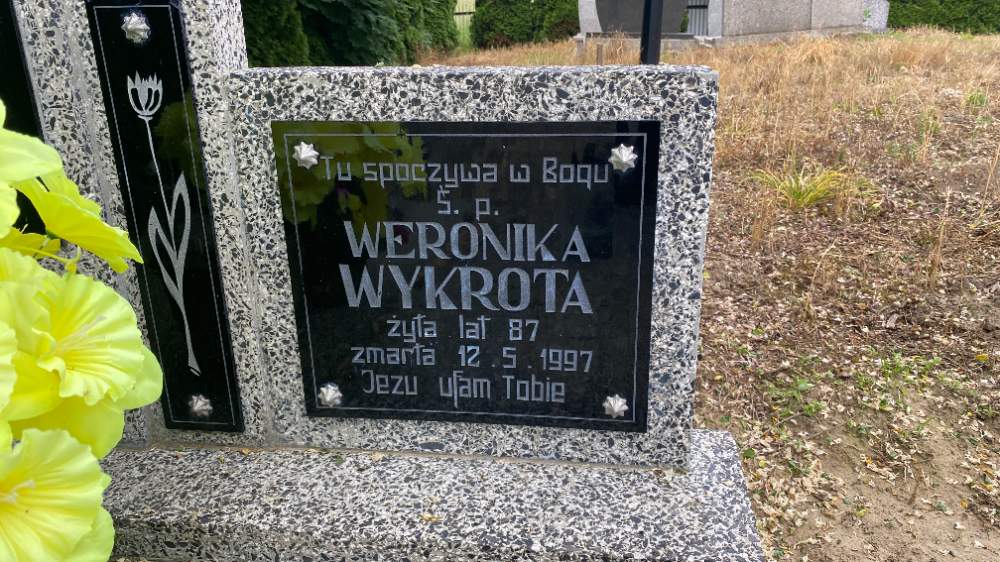 Tu spoczywa w Bogu
Ś. p.
WERONIKA
WYKROTA
żyła lat 87
zmarła 12.5.1997
Jezu ufam Tobie